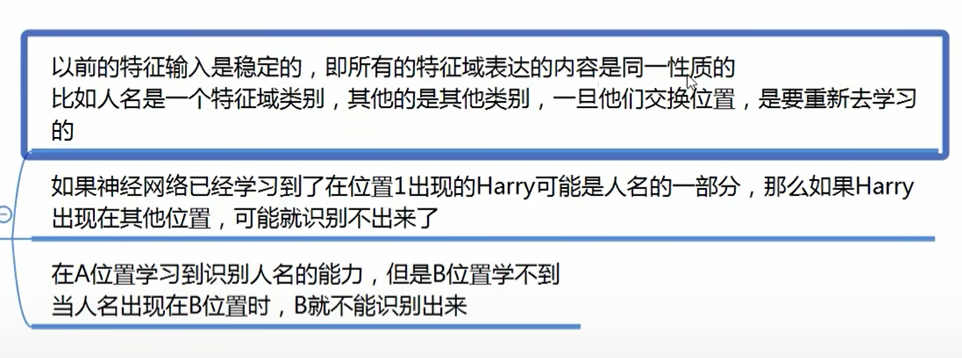 以前的特征输入是稳定的，即所有的特征域表达的内容是同一性质的
比如人名是一个特征域类别，其他的是其他类别，一旦他们交换位置，是要重新去学习
的
如果神经网络已经学习到了在位置1出现的Harry可能是人名的一部分，那么如果Harry
出现在其他位置，可能就识别不出来了
在A位置学习到识别人名的能力，但是B位置学不到
当人名出现在B位置时，B就不能识别出来